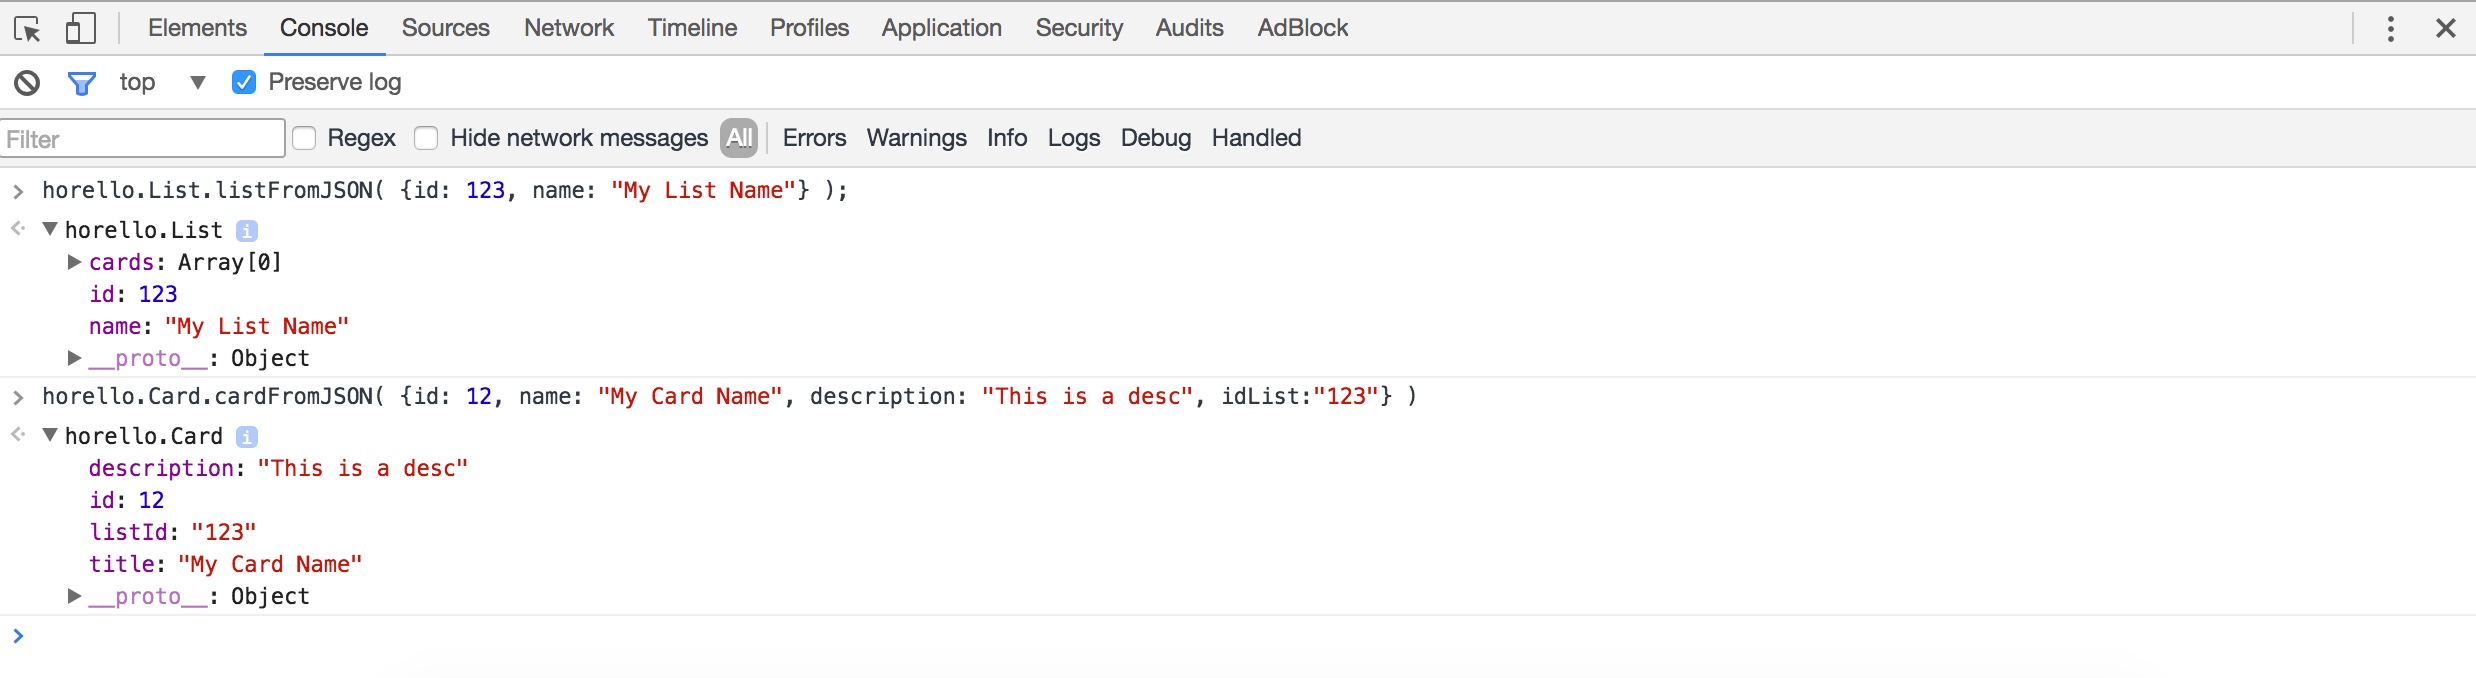 Elements Console Sources Network Timeline Profiles Application Security Audits AdBlock
top Preserve log
Filter Regex Hide network messages All Errors Warnings Info Logs Debug Handled
horello.List.listFromJSON( {id: 123, name: "My List Name"} );
horello.List i
cards: Array[0]
id: 123
name: "My List Name"
__proto__: Object
horello.Card.cardFromJSON( {id: 12, name: "My Card Name", description: "This is a desc", idList:"123"} )
horello.Card i
description: "This is a desc"
id: 12
listId: "123"
title: "My Card Name"
__proto__: Object